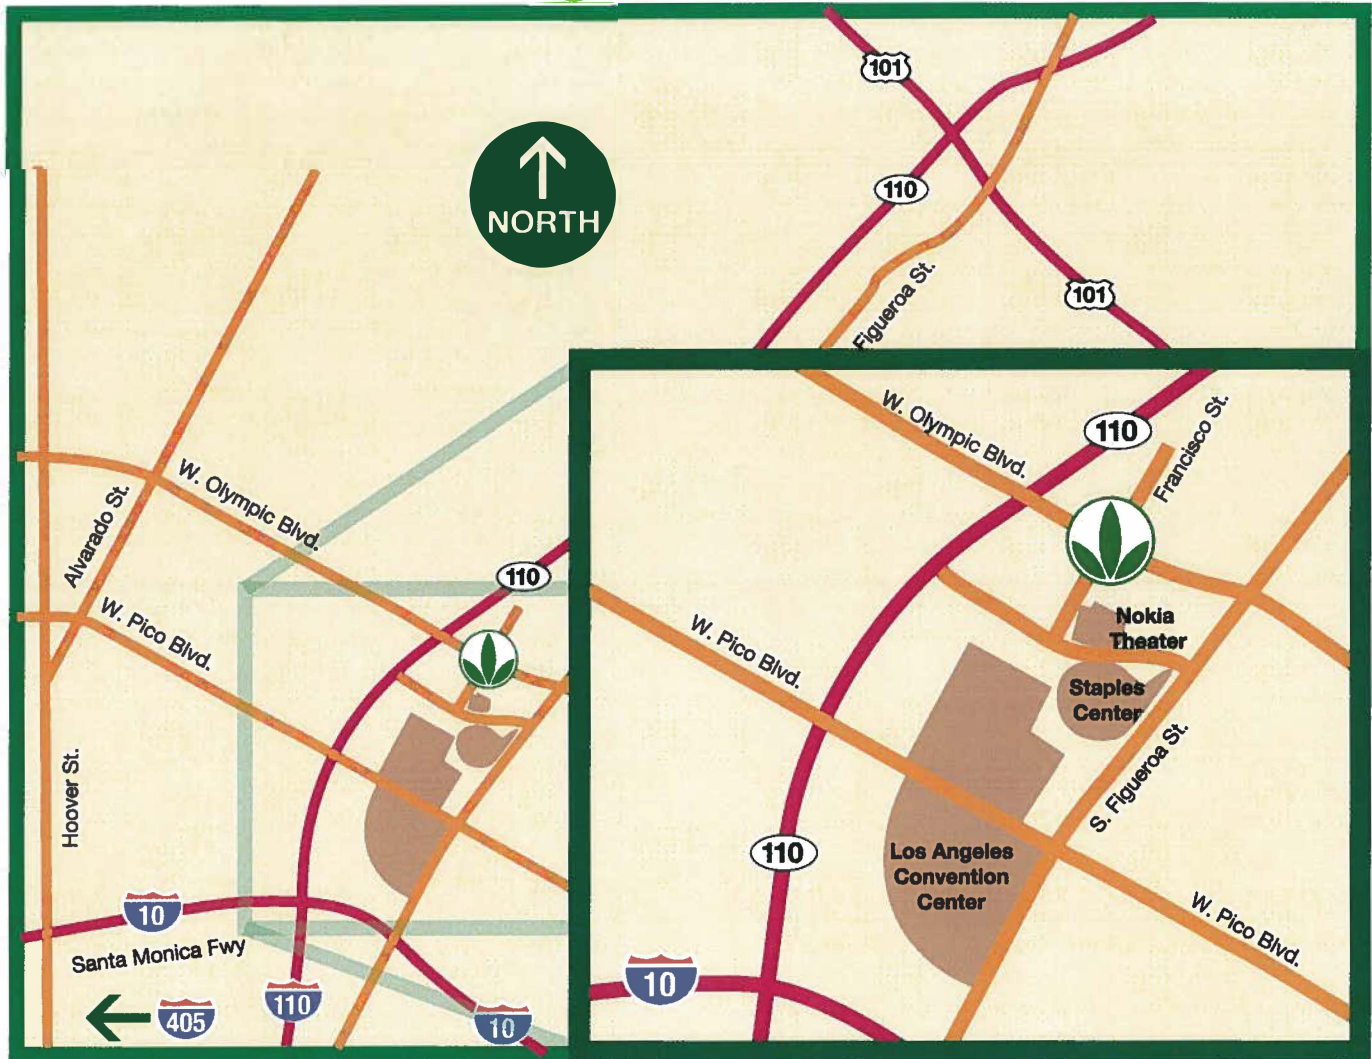 101
110
NORTH
101
Figueroa St.
W. Olympic Blvd.
Alvarado St.
110
W. Pico Blvd.
Hoover St.
10
Santa Monica Fwy
405
110
10
W. Olympic Blvd.
110
Francisco St.
Nokia
Theater
W. Pico Blvd.
Staples
Center
S. Figueroa St.
110
Los Angeles
Convention
Center
W. Pico Blvd.
10